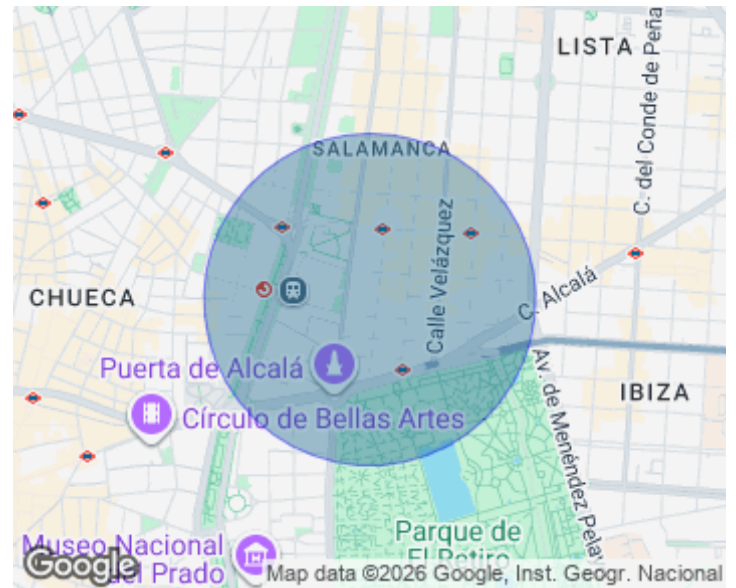 LISTA
C. del Conde de Peña
SALAMANCA
Calle Velázquez
CHUECA
C. Alcalá
Puerta de Alcalá
Av. de Menéndez Pelayo
IBIZA
Círculo de Bellas Artes
Museo Nacional
del Prado
Parque de
El Retiro
Google
Map data ©2026 Google, Inst. Geogr. Nacional